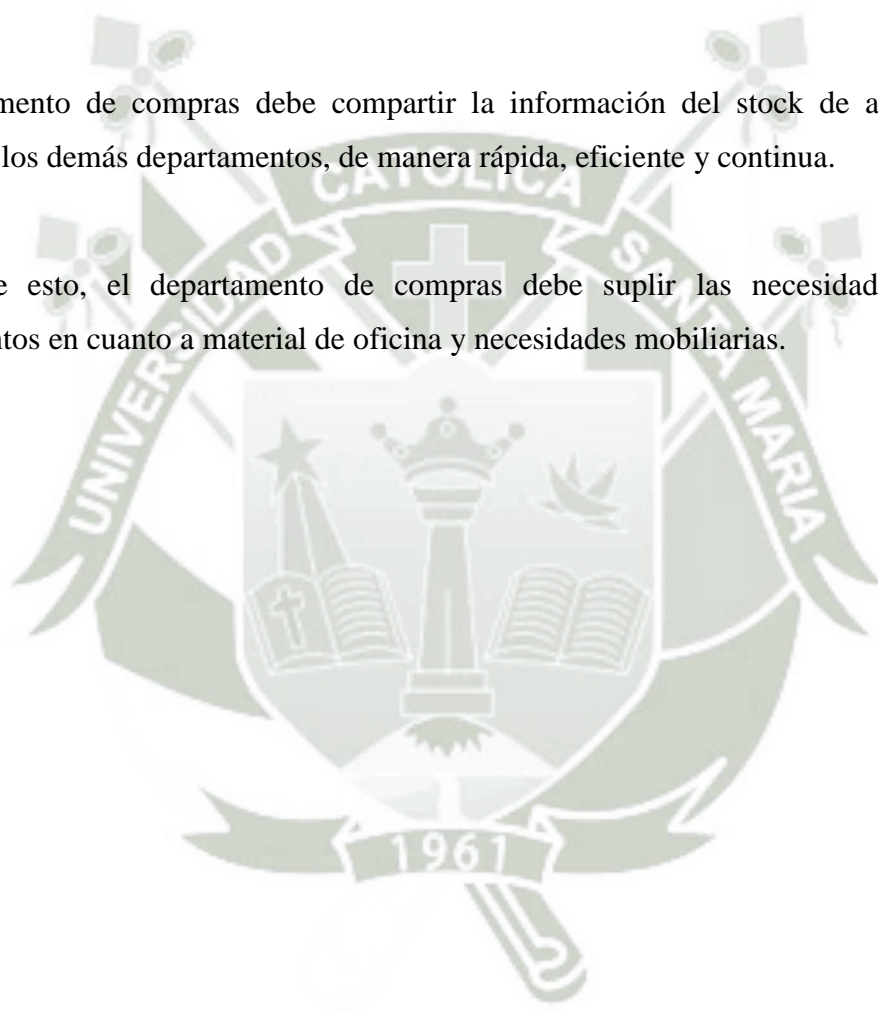 mento de compras debe compartir la información del stock de a
los demás departamentos, de manera rápida, eficiente y continua.
e esto, el departamento de compras debe suplir las necesidad
ntos en cuanto a material de oficina y necesidades mobiliarias.
UNIVERSIDAD CATOLICA SANTA MARIA
1961